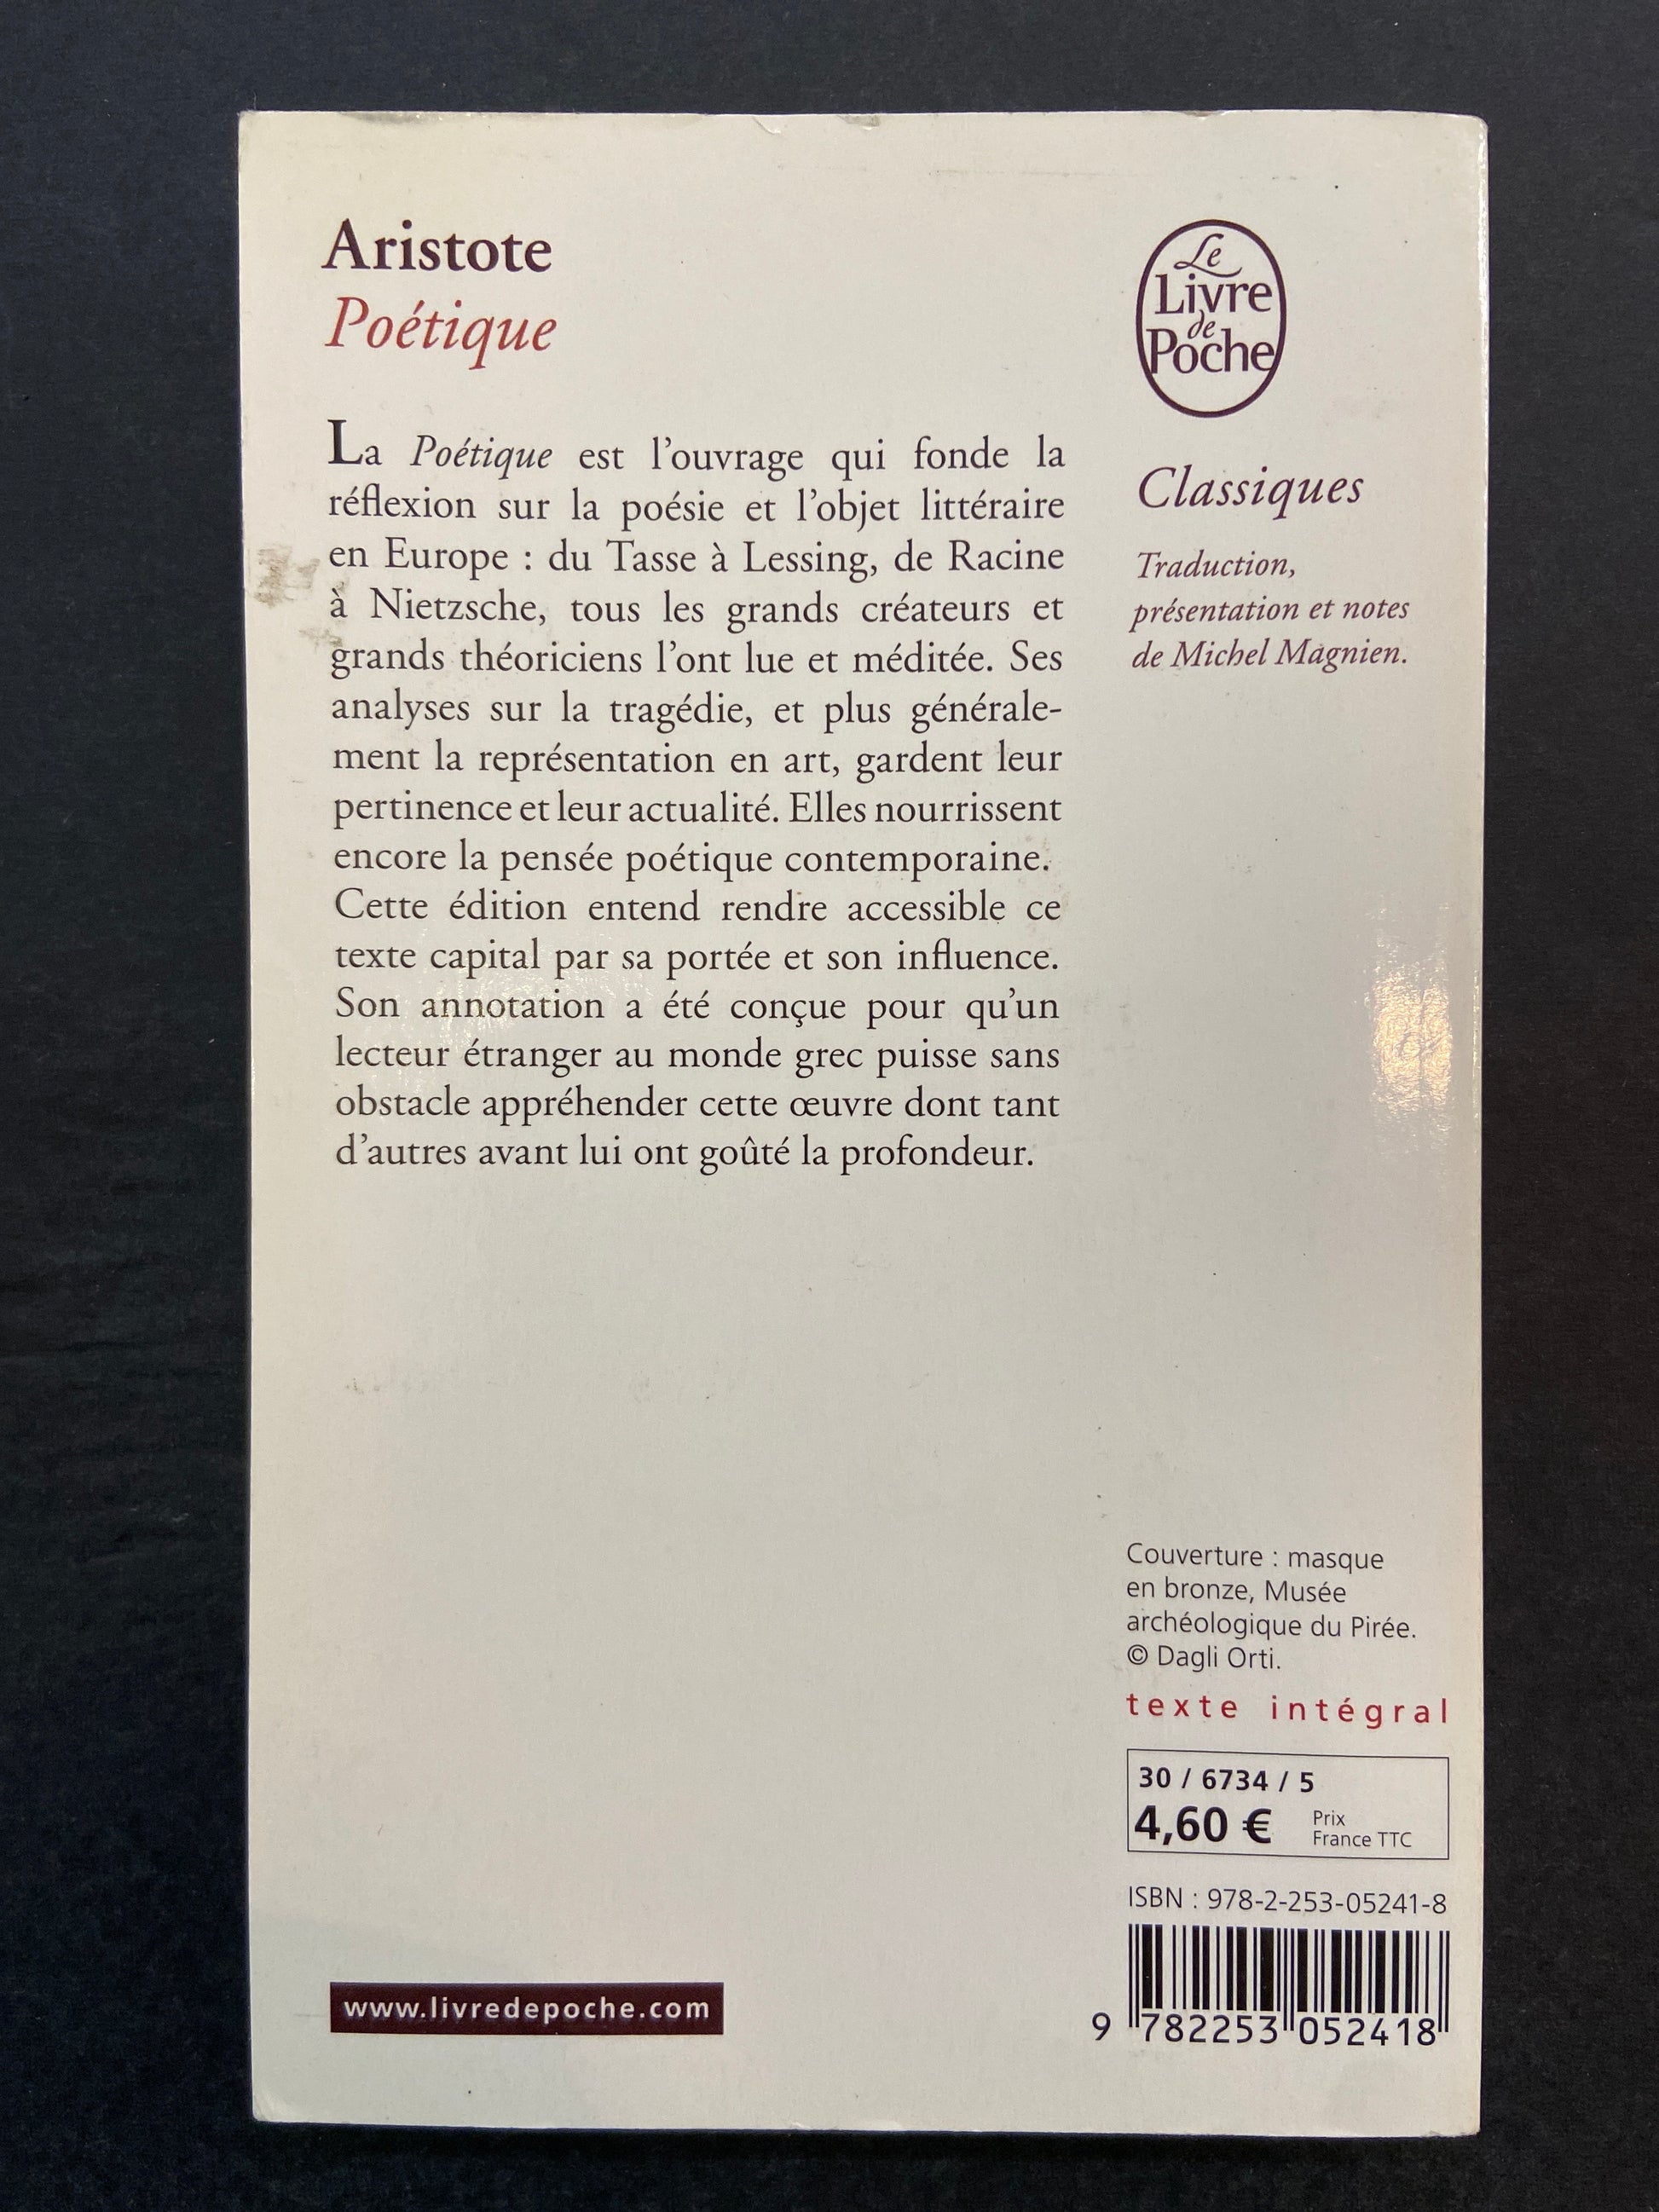 Aristote
Poétique
La Poétique est l’ouvrage qui fonde la
réflexion sur la poésie et l’objet littéraire
en Europe : du Tasse à Lessing, de Racine
à Nietzsche, tous les grands créateurs et
grands théoriciens l’ont lue et méditée. Ses
analyses sur la tragédie, et plus générale-
ment la représentation en art, gardent leur
pertinence et leur actualité. Elles nourrissent
encore la pensée poétique contemporaine.
Cette édition entend rendre accessible ce
texte capital par sa portée et son influence.
Son annotation a été conçue pour qu’un
lecteur étranger au monde grec puisse sans
obstacle appréhender cette œuvre dont tant
d’autres avant lui ont goûté la profondeur.
www.livredepoche.com
Le
Livre
de
Poche
Classiques
Traduction,
présentation et notes
de Michel Magnien.
Couverture : masque
en bronze, Musée
archéologique du Pirée.
© Dagli Orti.
texte intégral
30 / 6734 / 5
4,60 € Prix
France TTC
ISBN : 978-2-253-05241-8
9 782253 052418